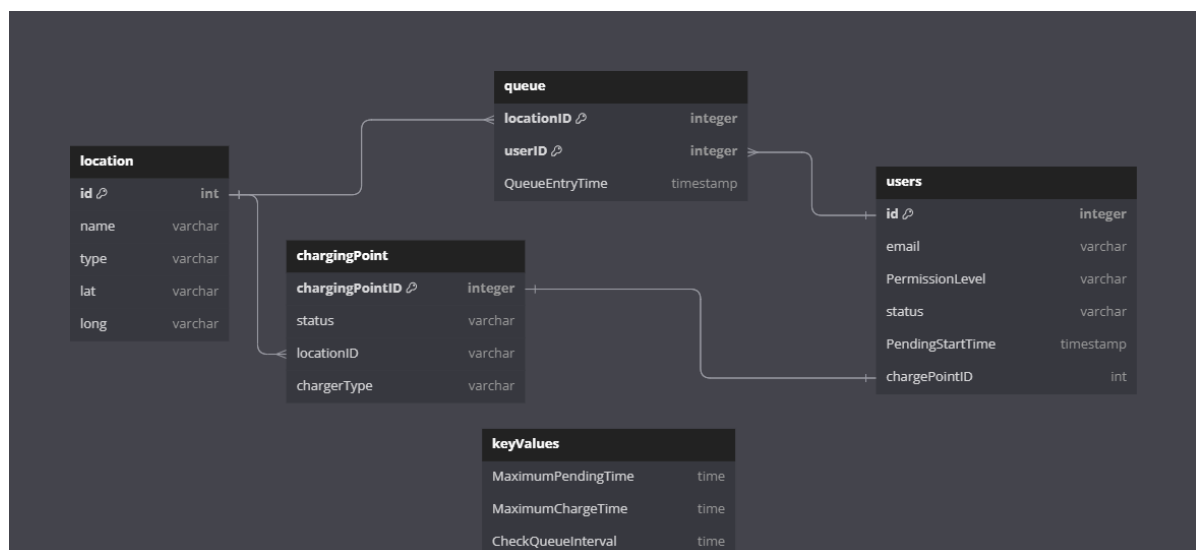 location
id int
name varchar
type varchar
lat varchar
long varchar
queue
locationID integer
userID integer
QueueEntryTime timestamp
chargingPoint
chargingPointID integer
status varchar
locationID varchar
chargerType varchar
users
id integer
email varchar
PermissionLevel varchar
status varchar
PendingStartTime timestamp
chargePointID int
keyValues
MaximumPendingTime time
MaximumChargeTime time
CheckQueueInterval time